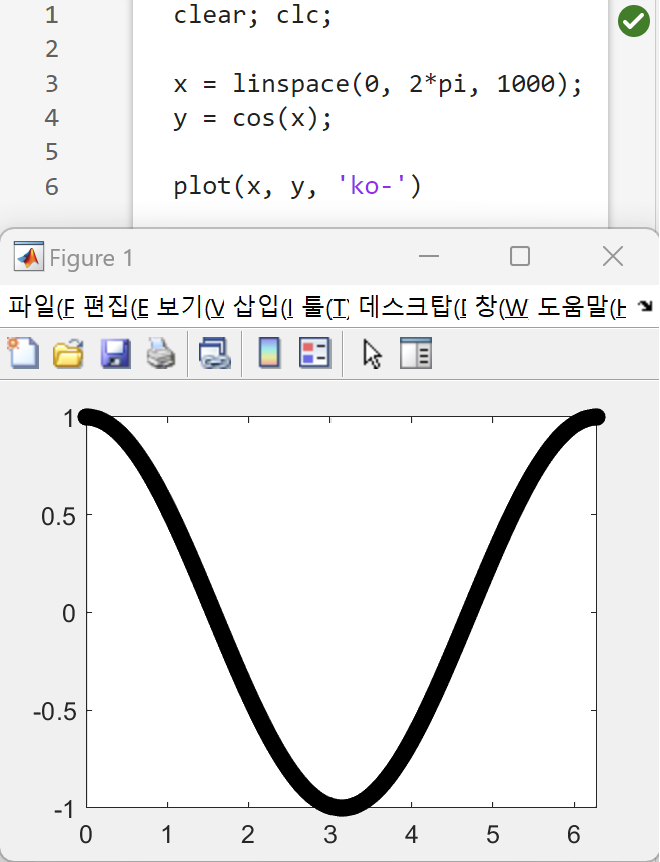 1 clear; clc;
2
3 x = linspace(0, 2*pi, 1000);
4 y = cos(x);
5
6 plot(x, y, 'ko-')
Figure 1
파일(F 편집(E 보기(V 삽입(I 툴(T) 데스크탑(D 창(W 도움말(H
1
0.5
0
-0.5
-1
0 1 2 3 4 5 6